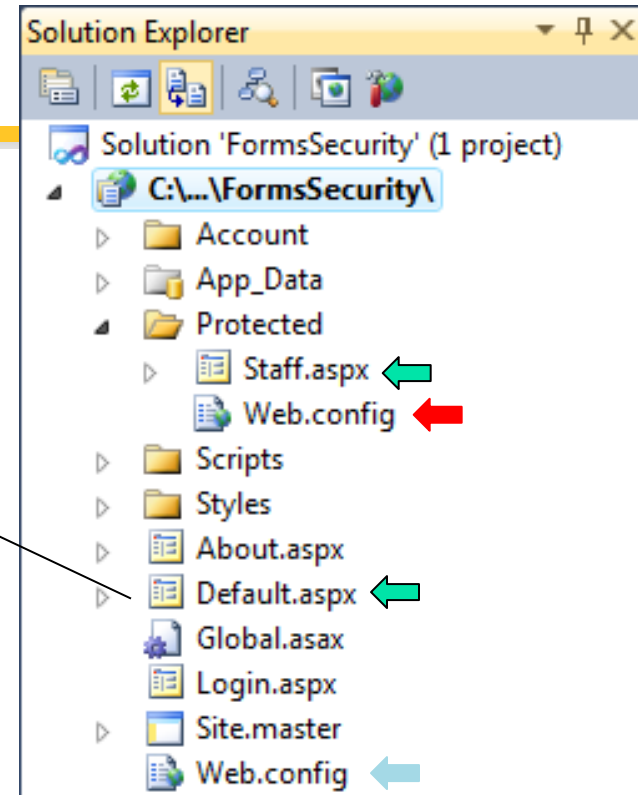 Solution Explorer
Solution 'FormsSecurity' (1 project)
C:\...\FormsSecurity\
Account
App_Data
Protected
Staff.aspx
Web.config
Scripts
Styles
About.aspx
Default.aspx
Global.asax
Login.aspx
Site.master
Web.config